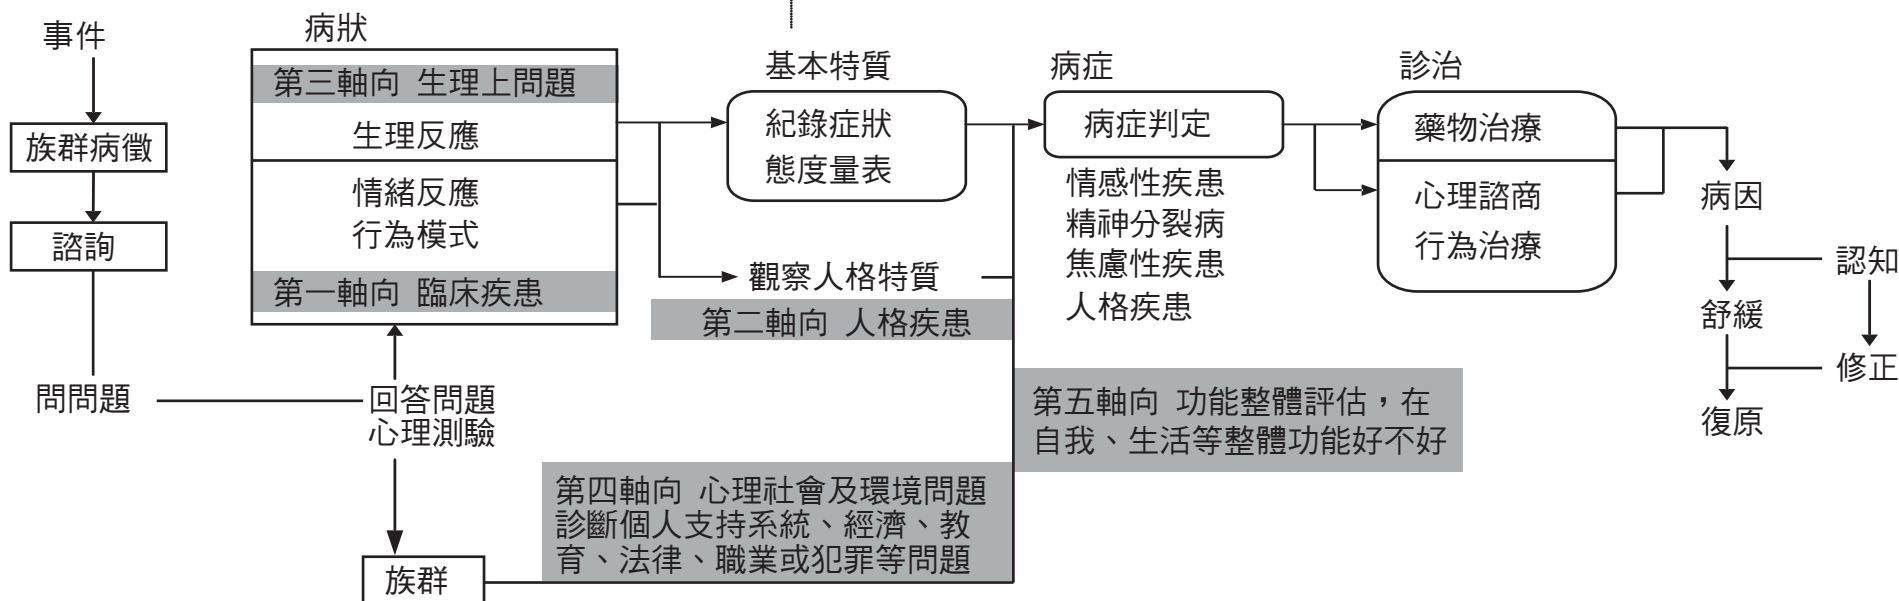 事件
族群病徵
諮詢
問問題
病狀
第三軸向 生理上問題
生理反應
情緒反應
行為模式
第一軸向 臨床疾患
回答問題
心理測驗
族群
基本特質
紀錄症狀
態度量表
觀察人格特質
第二軸向 人格疾患
第四軸向 心理社會及環境問題
診斷個人支持系統、經濟、教
育、法律、職業或犯罪等問題
病症
病症判定
情感性疾患
精神分裂病
焦慮性疾患
人格疾患
第五軸向 功能整體評估，在
自我、生活等整體功能好不好
診治
藥物治療
心理諮商
行為治療
病因
舒緩
復原
認知
修正